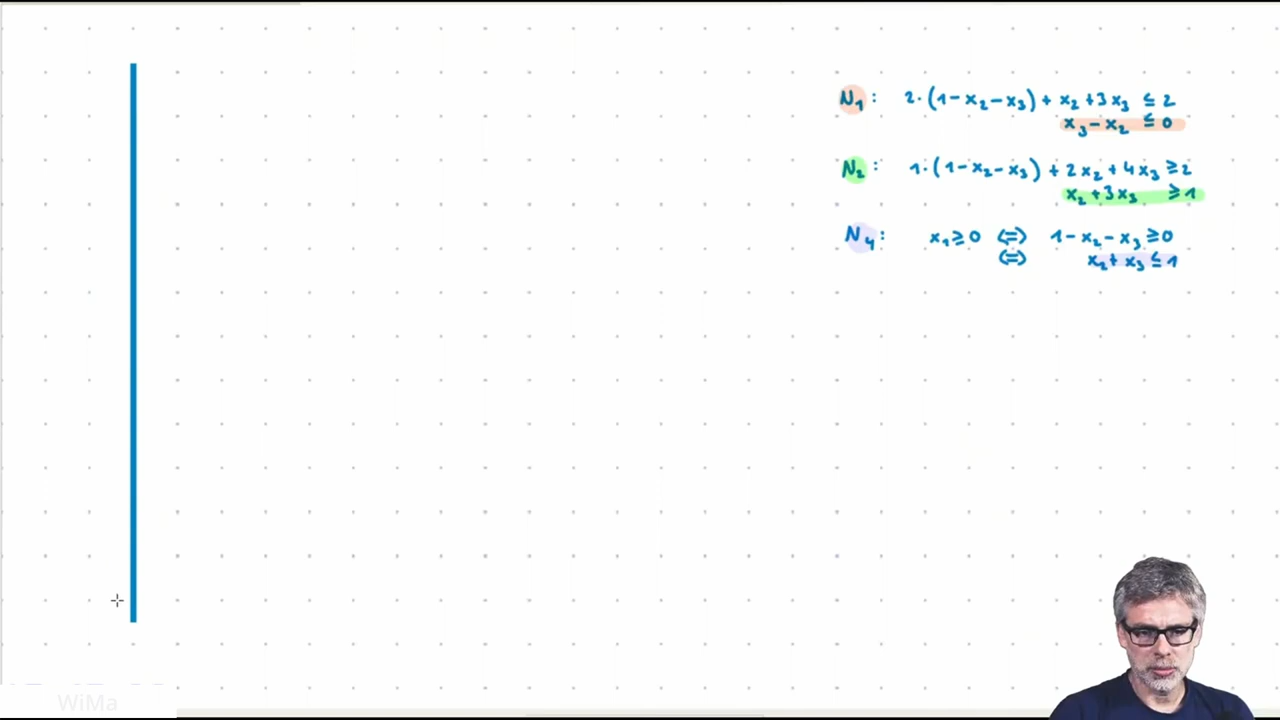 N₁: 2·(1-x₂-x₃)+x₂+3x₃ ≤ 2
x₃-x₂ ≤ 0
N₂: 1·(1-x₂-x₃)+2x₂+4x₃ ≥ 2
x₂+3x₃ ≥ 1
N₄: x₁ ≥ 0 (=) 1-x₂-x₃ ≥ 0
(=) x₂+x₃ ≤ 1
WiMa